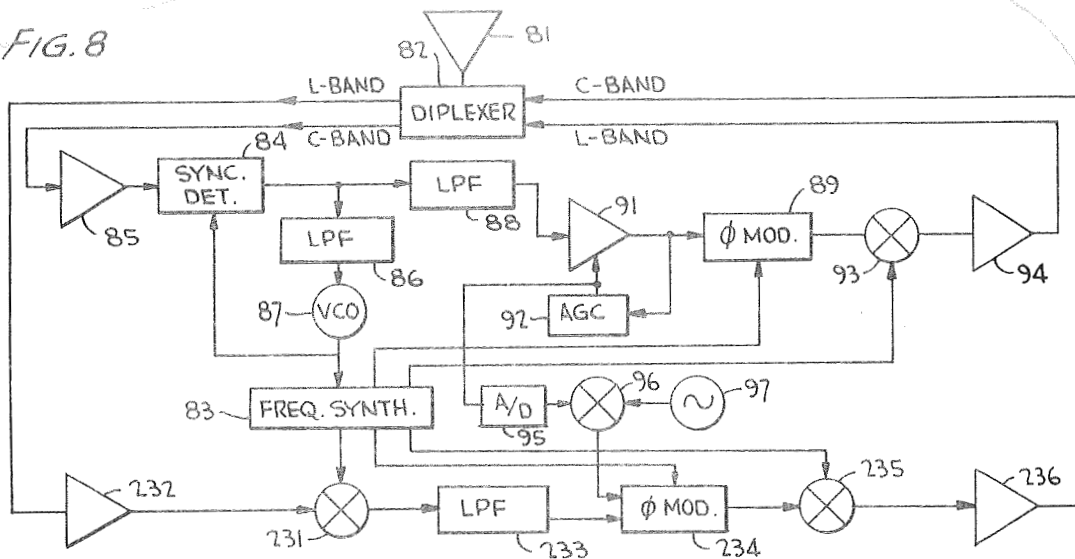 FIG. 8
81
82
L-BAND
C-BAND
DIPLEXER
C-BAND
L-BAND
84
SYNC. DET.
85
LPF
88
91
89
ϕ MOD.
93
94
LPF
86
87
VCO
92
AGC
96
97
83
FREQ. SYNTH.
A/D
95
232
231
LPF
233
ϕ MOD.
234
235
236